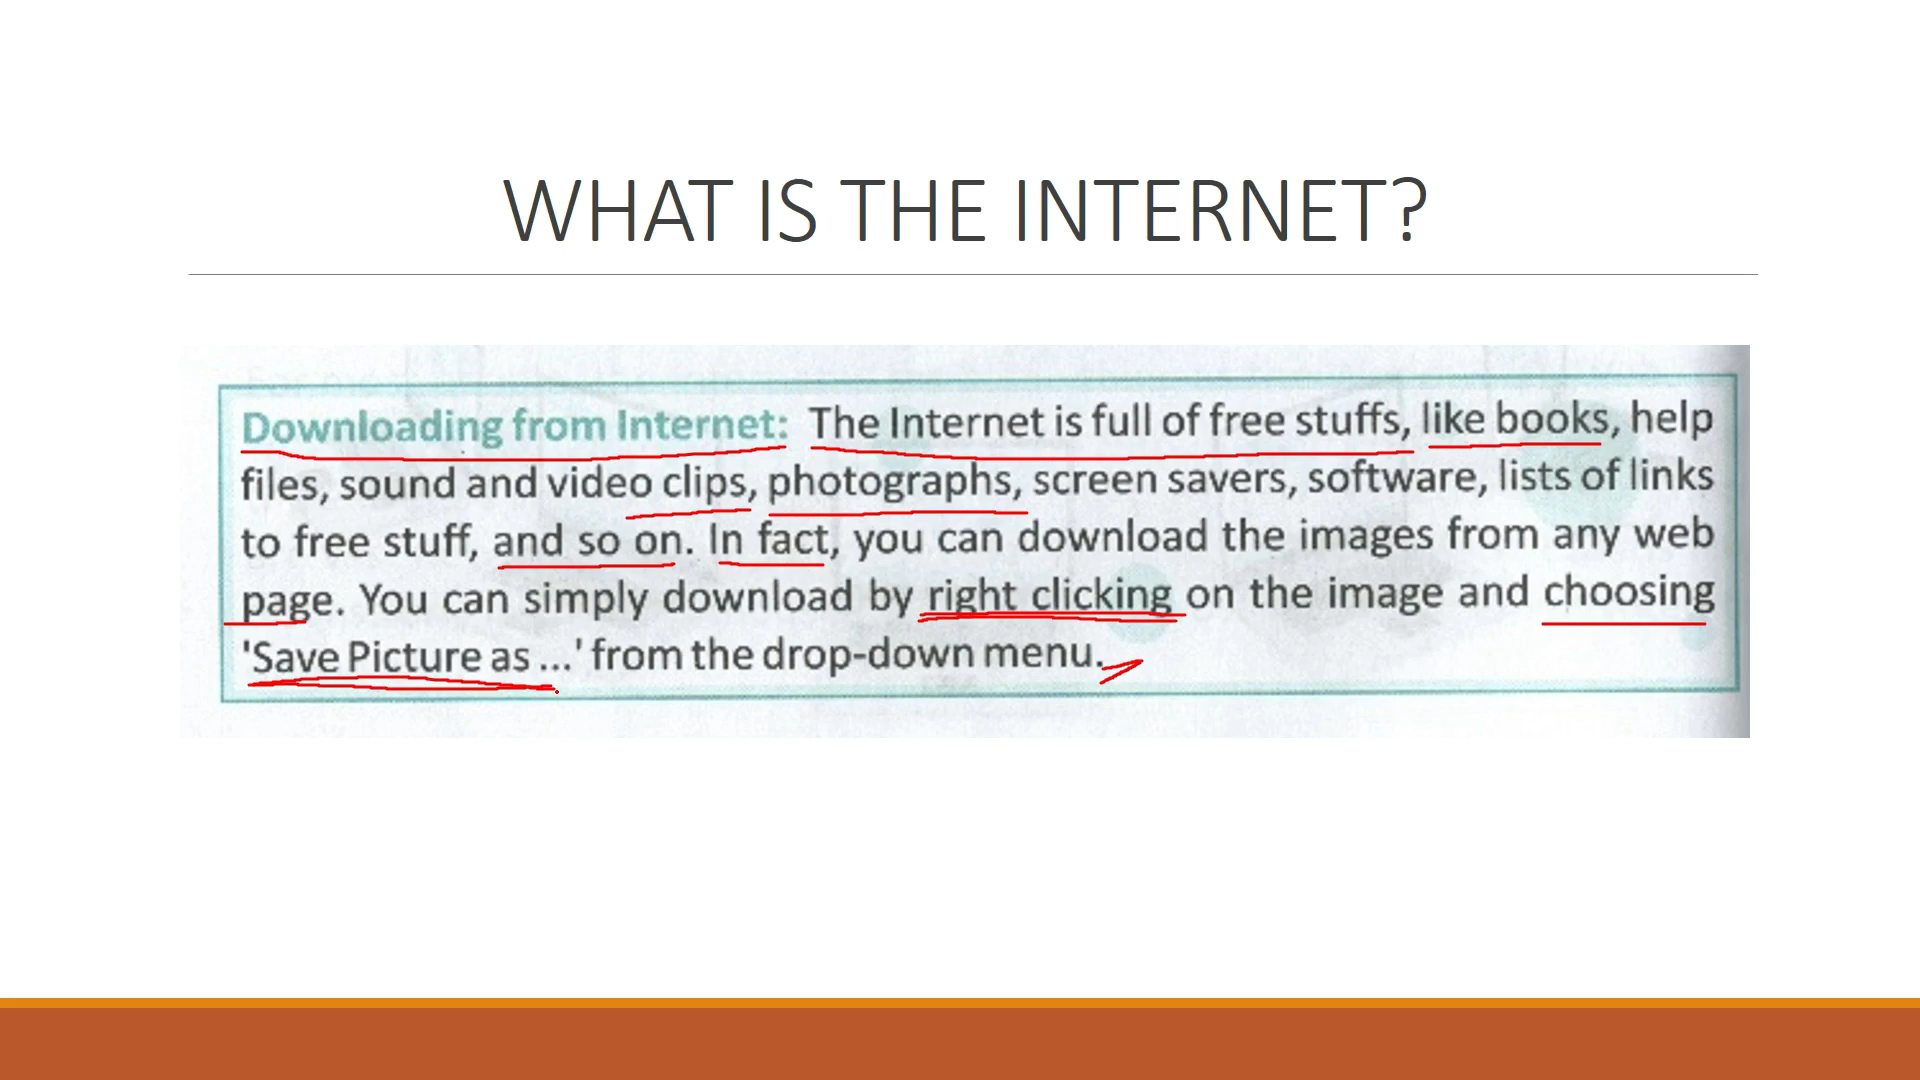 WHAT IS THE INTERNET?
Downloading from Internet: The Internet is full of free stuffs, like books, help
files, sound and video clips, photographs, screen savers, software, lists of links
to free stuff, and so on. In fact, you can download the images from any web
page. You can simply download by right clicking on the image and choosing
'Save Picture as ...' from the drop-down menu.